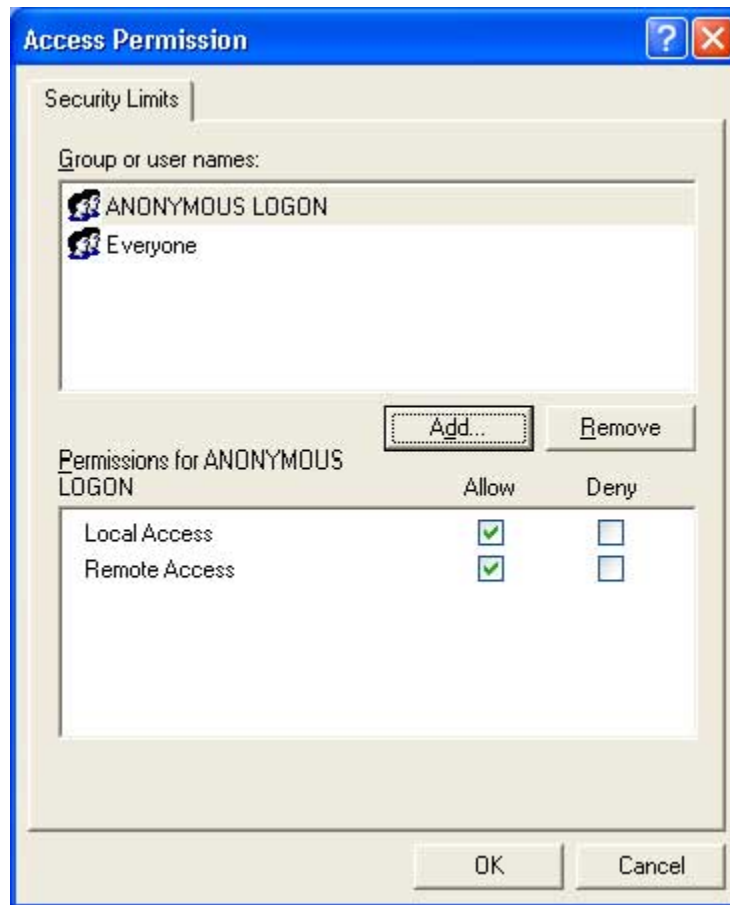 Access Permission
Security Limits
Group or user names:
ANONYMOUS LOGON
Everyone
Add...
Remove
Permissions for ANONYMOUS
LOGON
Allow
Deny
Local Access
Remote Access
OK
Cancel